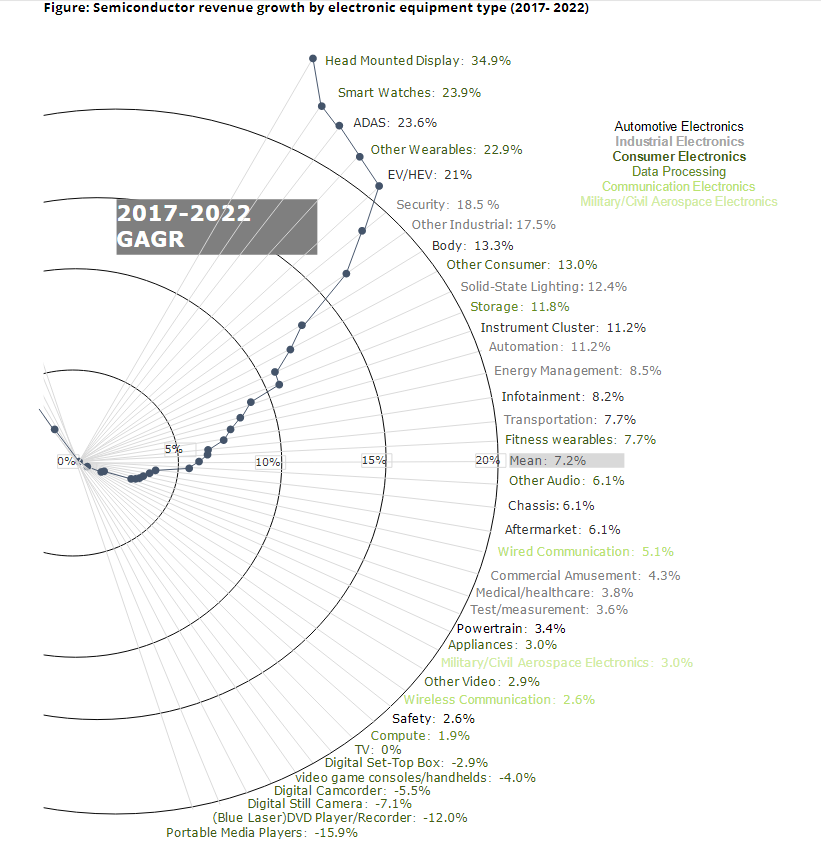 Figure: Semiconductor revenue growth by electronic equipment type (2017- 2022)
Head Mounted Display: 34.9%
Smart Watches: 23.9%
ADAS: 23.6%
Other Wearables: 22.9%
EV/HEV: 21%
Automotive Electronics
Industrial Electronics
Consumer Electronics
Data Processing
Communication Electronics
Military/Civil Aerospace Electronics
2017-2022
GAGR
Security: 18.5 %
Other Industrial: 17.5%
Body: 13.3%
Other Consumer: 13.0%
Solid-State Lighting: 12.4%
Storage: 11.8%
Instrument Cluster: 11.2%
Automation: 11.2%
Energy Management: 8.5%
Infotainment: 8.2%
Transportation: 7.7%
Fitness wearables: 7.7%
0% 5% 10% 15% 20% Mean: 7.2%
Other Audio: 6.1%
Chassis: 6.1%
Aftermarket: 6.1%
Wired Communication: 5.1%
Commercial Amusement: 4.3%
Medical/healthcare: 3.8%
Test/measurement: 3.6%
Powertrain: 3.4%
Appliances: 3.0%
Military/Civil Aerospace Electronics: 3.0%
Other Video: 2.9%
Wireless Communication: 2.6%
Safety: 2.6%
Compute: 1.9%
TV: 0%
Digital Set-Top Box: -2.9%
video game consoles/handhelds: -4.0%
Digital Camcorder: -5.5%
Digital Still Camera: -7.1%
(Blue Laser)DVD Player/Recorder: -12.0%
Portable Media Players: -15.9%